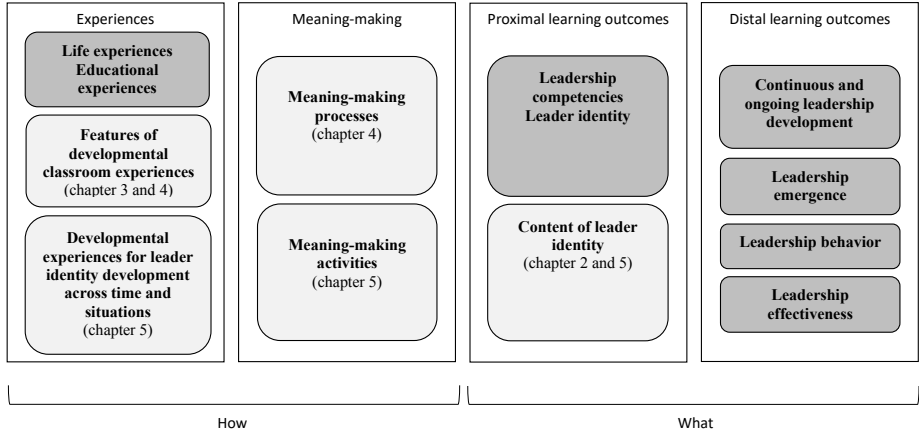 Experiences
Life experiences
Educational
experiences
Features of
developmental
classroom experiences
(chapter 3 and 4)
Developmental
experiences for leader
identity development
across time and
situations
(chapter 5)
Meaning-making
Meaning-making
processes
(chapter 4)
Meaning-making
activities
(chapter 5)
Proximal learning outcomes
Leadership
competencies
Leader identity
Content of leader
identity
(chapter 2 and 5)
Distal learning outcomes
Continuous and
ongoing leadership
development
Leadership
emergence
Leadership behavior
Leadership
effectiveness
How
What